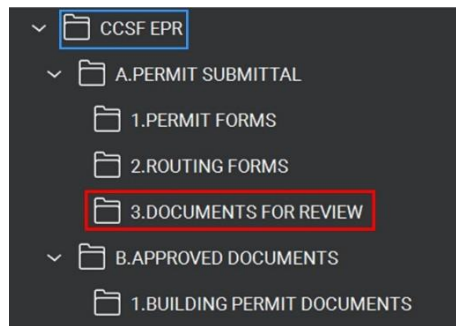 CCSF EPR
A.PERMIT SUBMITTAL
1.PERMIT FORMS
2.ROUTING FORMS
3.DOCUMENTS FOR REVIEW
B.APPROVED DOCUMENTS
1.BUILDING PERMIT DOCUMENTS